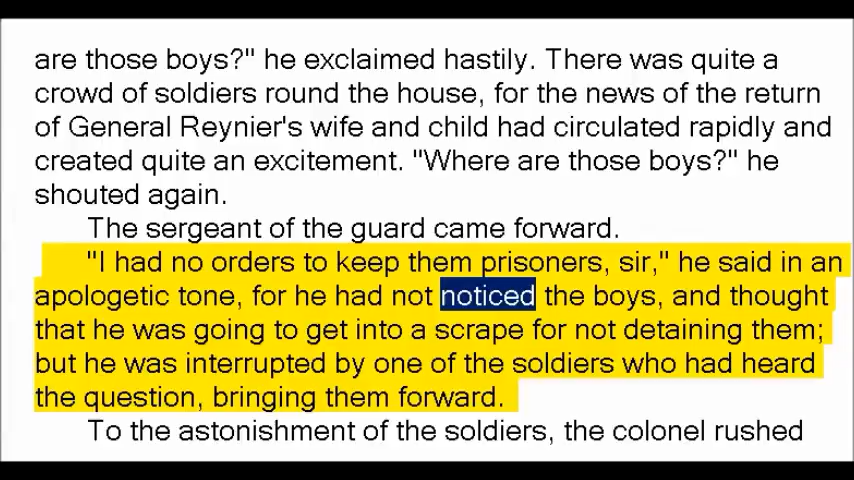 are those boys?" he exclaimed hastily. There was quite a
crowd of soldiers round the house, for the news of the return
of General Reynier's wife and child had circulated rapidly and
created quite an excitement. "Where are those boys?" he
shouted again.
The sergeant of the guard came forward.
"I had no orders to keep them prisoners, sir," he said in an
apologetic tone, for he had not noticed the boys, and thought
that he was going to get into a scrape for not detaining them;
but he was interrupted by one of the soldiers who had heard
the question, bringing them forward.
To the astonishment of the soldiers, the colonel rushed